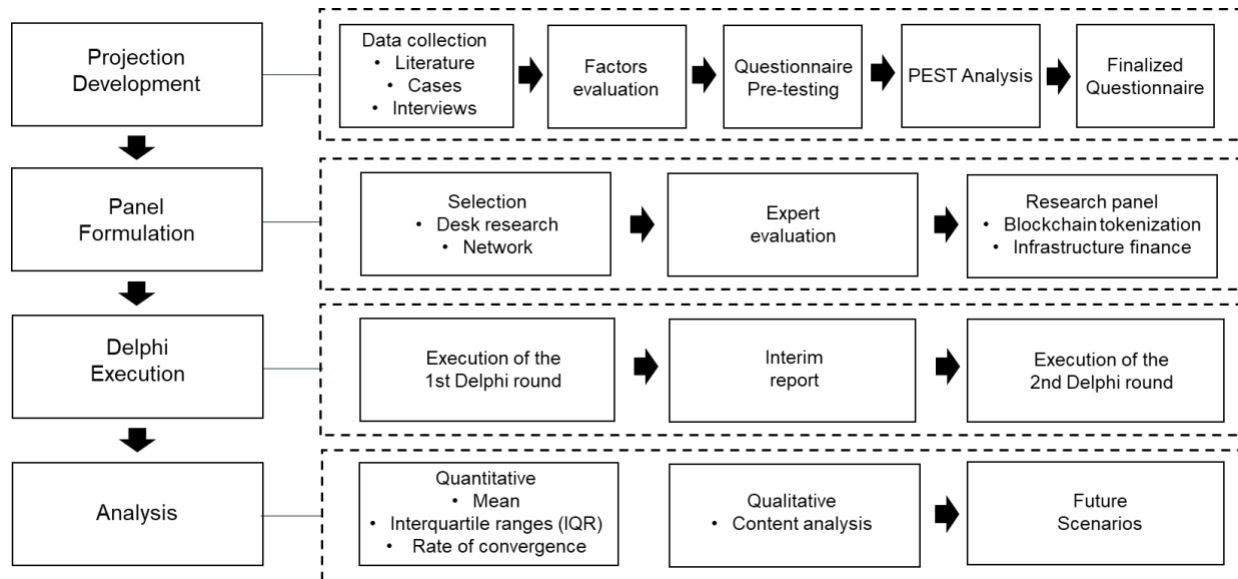 Projection
Development
Data collection
• Literature
• Cases
• Interviews
Factors
evaluation
Questionnaire
Pre-testing
PEST Analysis
Finalized
Questionnaire
Panel
Formulation
Selection
• Desk research
• Network
Expert
evaluation
Research panel
• Blockchain tokenization
• Infrastructure finance
Delphi
Execution
Execution of the
1st Delphi round
Interim
report
Execution of the
2nd Delphi round
Analysis
Quantitative
• Mean
• Interquartile ranges (IQR)
• Rate of convergence
Qualitative
• Content analysis
Future
Scenarios